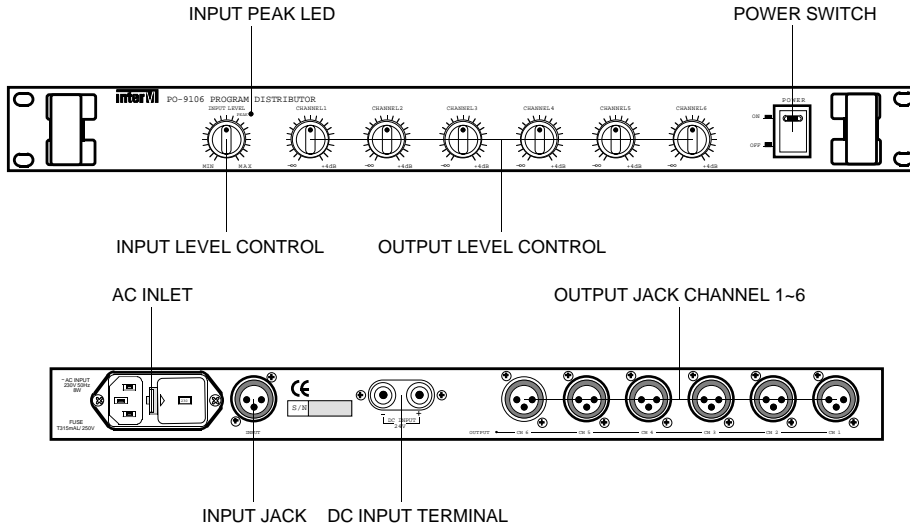 INPUT PEAK LED
POWER SWITCH
interM PO-9106 PROGRAM DISTRIBUTOR
INPUT LEVEL
PEAK
CHANNEL1
CHANNEL2
CHANNEL3
CHANNEL4
CHANNEL5
CHANNEL6
POWER
ON
OFF
MIN MAX
-∞ +4dB
-∞ +4dB
-∞ +4dB
-∞ +4dB
-∞ +4dB
-∞ +4dB
INPUT LEVEL CONTROL
OUTPUT LEVEL CONTROL
AC INLET
OUTPUT JACK CHANNEL 1~6
~AC INPUT
230V 50Hz
8W
FUSE
T315mAL/250V
INPUT
CE
S/N
- +
DC INPUT
24V
OUTPUT
CH 6
CH 5
CH 4
CH 3
CH 2
CH 1
INPUT JACK
DC INPUT TERMINAL